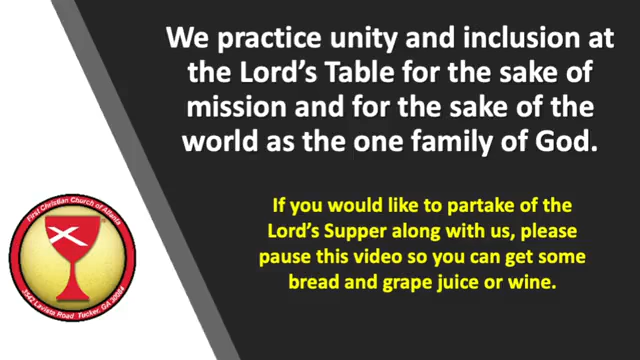 We practice unity and inclusion at
the Lord's Table for the sake of
mission and for the sake of the
world as the one family of God.
If you would like to partake of the
Lord's Supper along with us, please
pause this video so you can get some
bread and grape juice or wine.
First Christian Church of Atlanta
Lavista Road Tucker, GA 30084